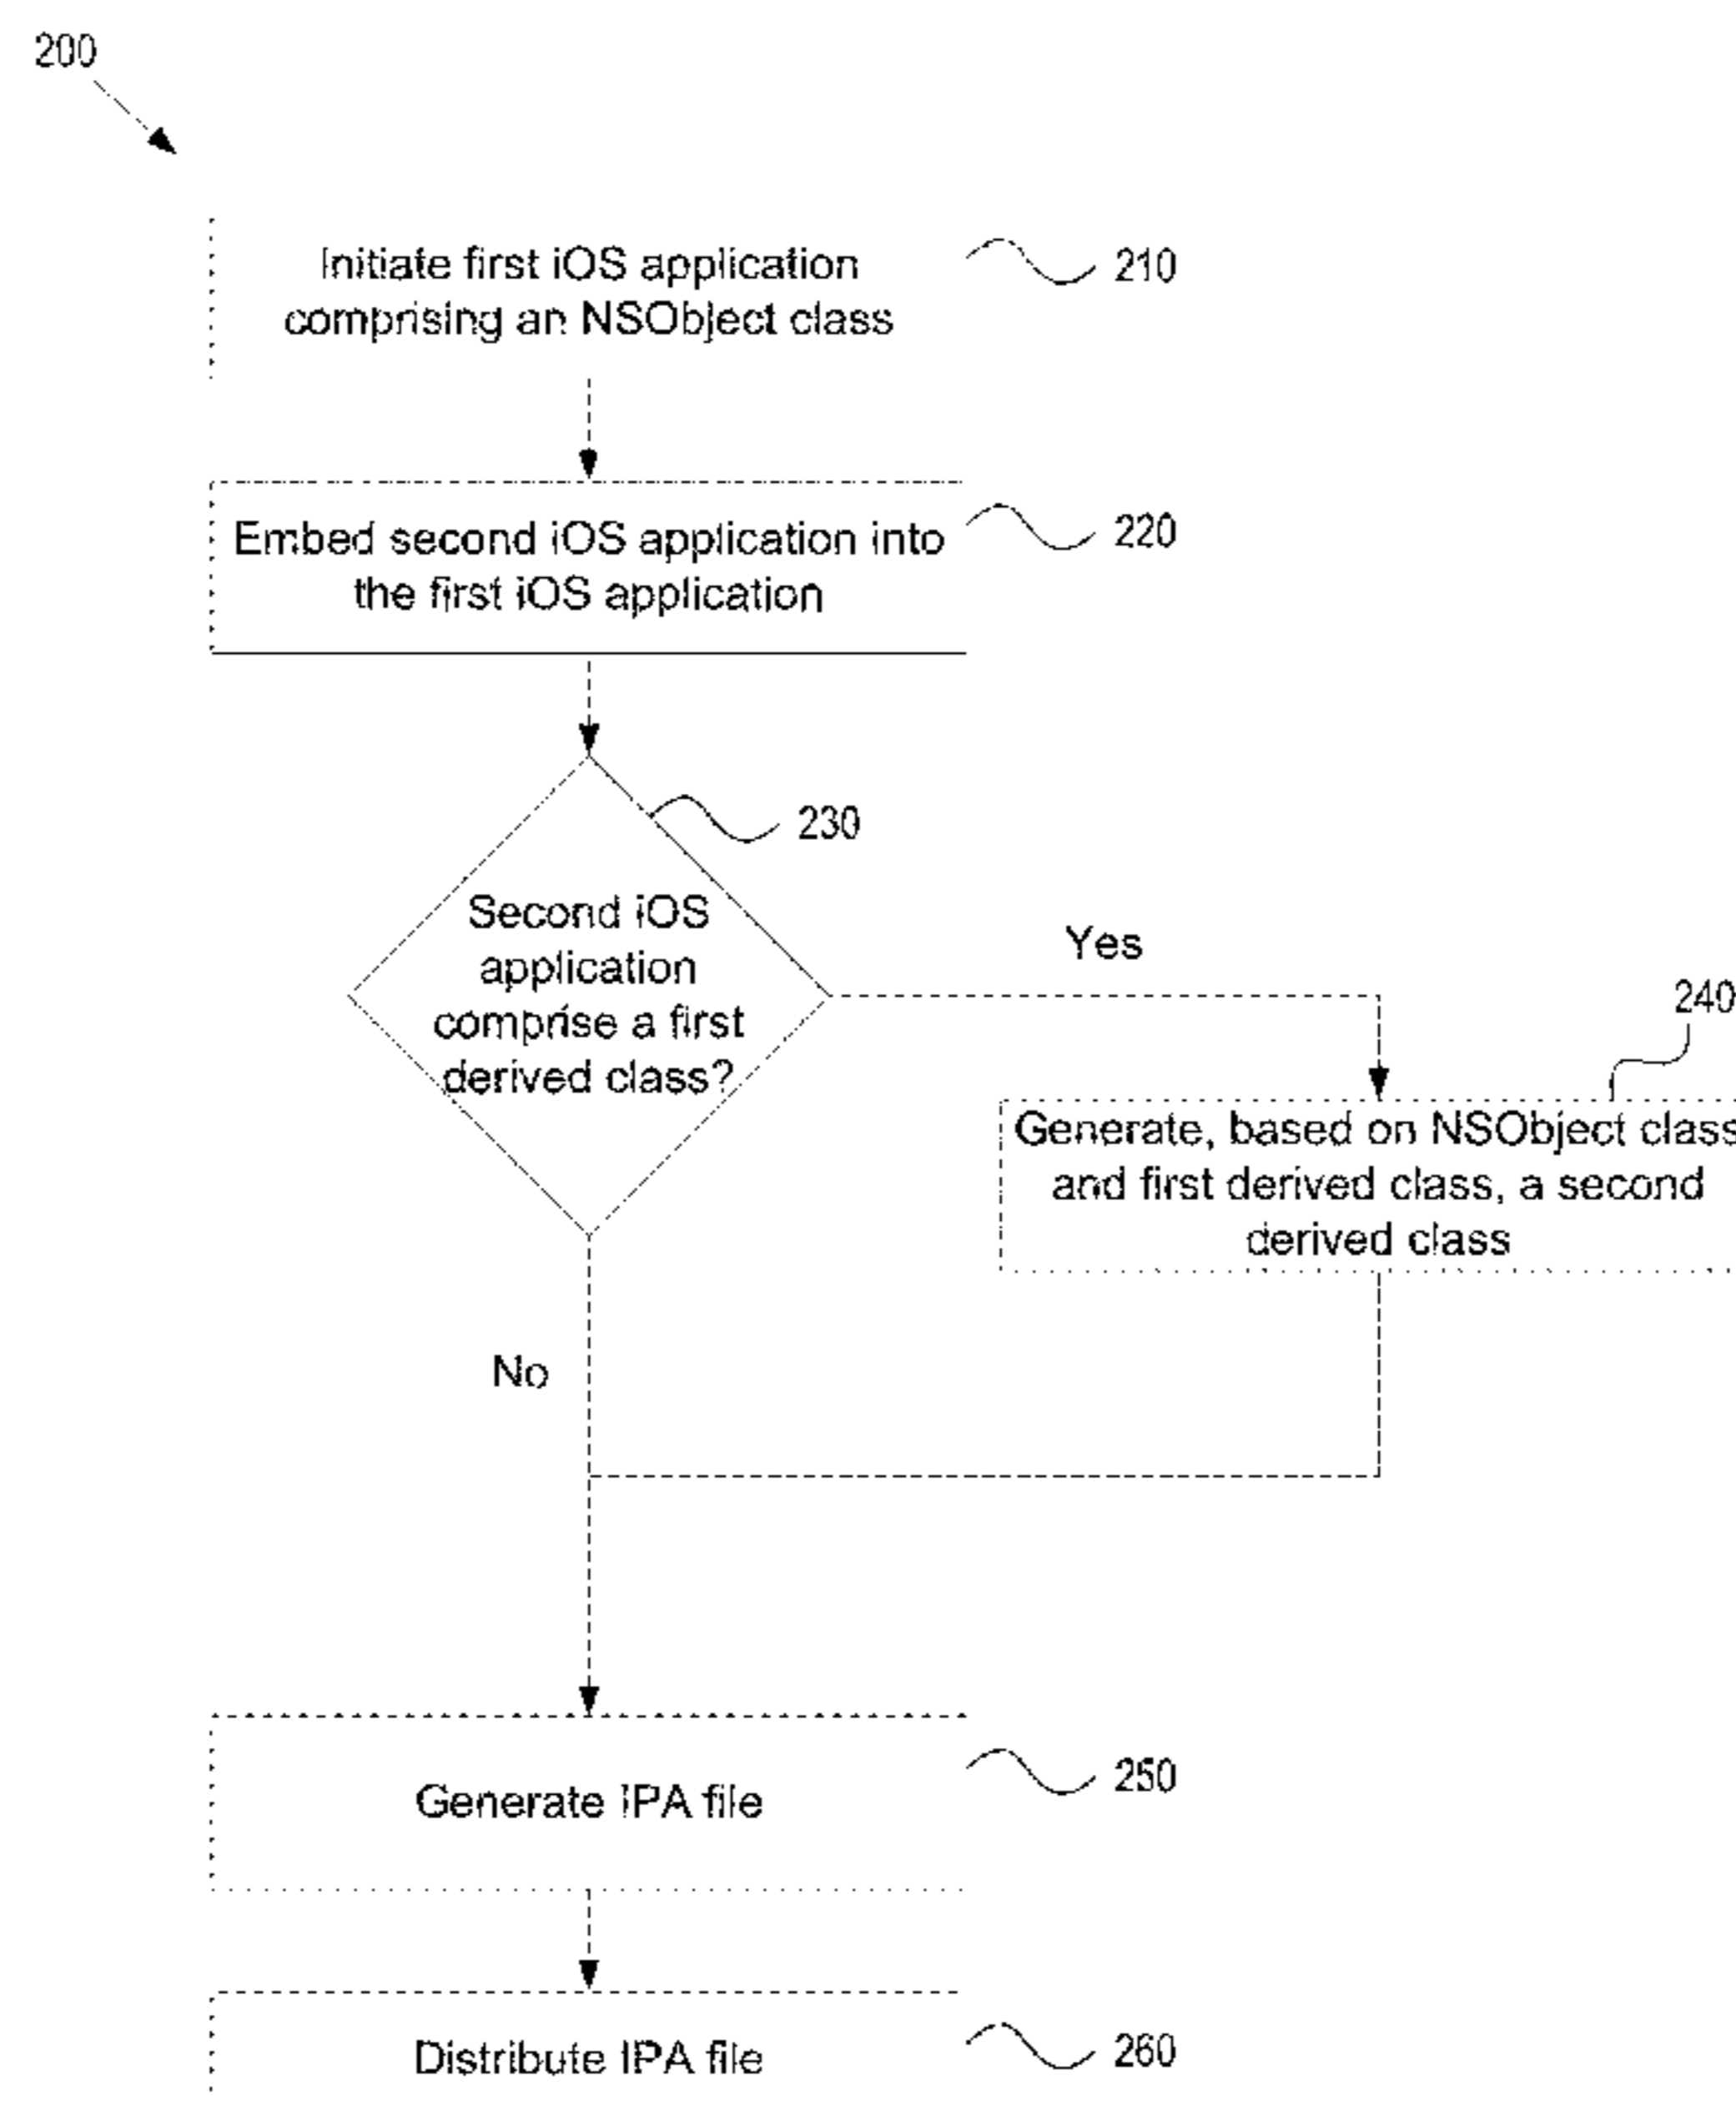 200
Initiate first iOS application
comprising an NSObject class
210
Embed second iOS application into
the first iOS application
220
230
Second iOS
application
comprise a first
derived class?
Yes
240
Generate, based on NSObject class
and first derived class, a second
derived class
No
Generate IPA file
250
Distribute IPA file
260